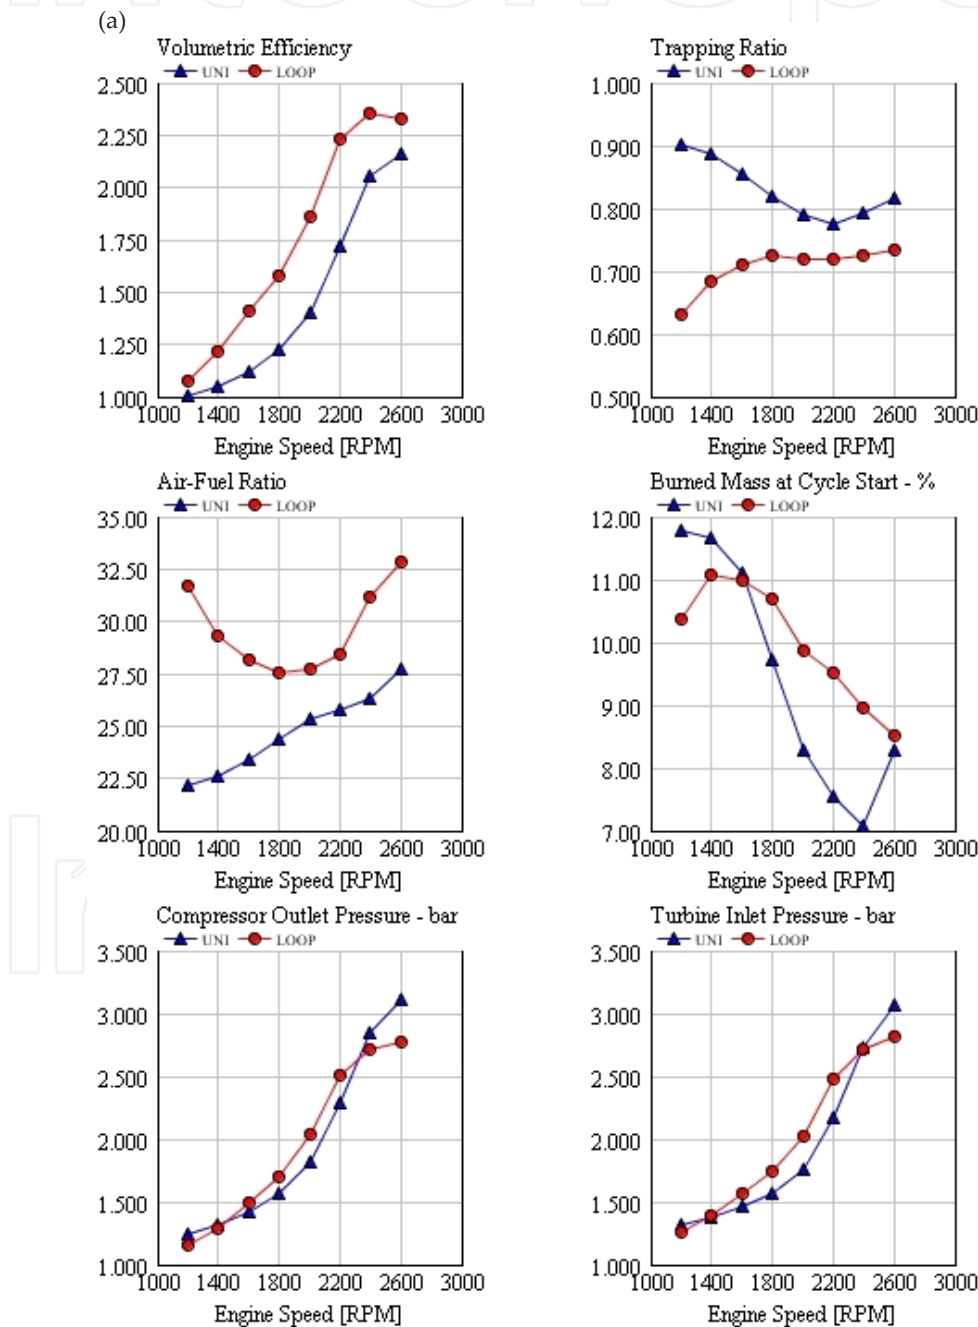 (a)
Volumetric Efficiency
UNI LOOP
2.500
2.250
2.000
1.750
1.500
1.250
1.000
1000 1400 1800 2200 2600 3000
Engine Speed [RPM]
Trapping Ratio
UNI LOOP
1.000
0.900
0.800
0.700
0.600
0.500
1000 1400 1800 2200 2600 3000
Engine Speed [RPM]
Air-Fuel Ratio
UNI LOOP
35.00
32.50
30.00
27.50
25.00
22.50
20.00
1000 1400 1800 2200 2600 3000
Engine Speed [RPM]
Burned Mass at Cycle Start - %
UNI LOOP
12.00
11.00
10.00
9.00
8.00
7.00
1000 1400 1800 2200 2600 3000
Engine Speed [RPM]
Compressor Outlet Pressure - bar
UNI LOOP
3.500
3.000
2.500
2.000
1.500
1.000
1000 1400 1800 2200 2600 3000
Engine Speed [RPM]
Turbine Inlet Pressure - bar
UNI LOOP
3.500
3.000
2.500
2.000
1.500
1.000
1000 1400 1800 2200 2600 3000
Engine Speed [RPM]